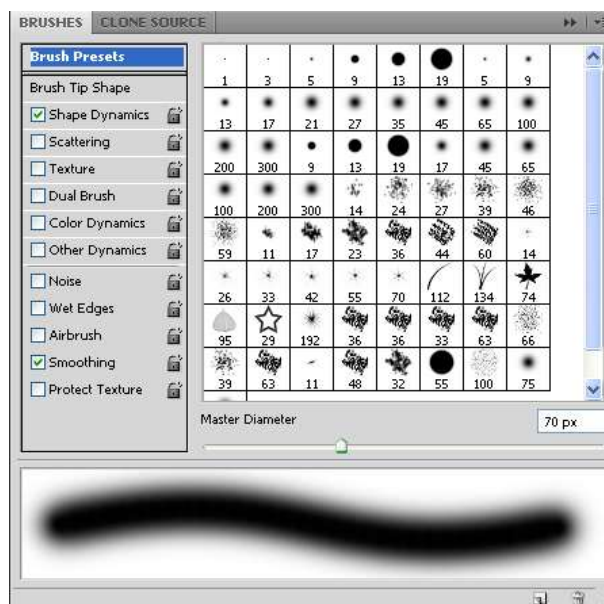 BRUSHES CLONE SOURCE
Brush Presets
Brush Tip Shape
Shape Dynamics
Scattering
Texture
Dual Brush
Color Dynamics
Other Dynamics
Noise
Wet Edges
Airbrush
Smoothing
Protect Texture
1 3 5 9 13 19 5 9
13 17 21 27 35 45 65 100
200 300 9 13 19 17 45 65
100 200 300 14 24 27 39 46
59 11 17 23 36 44 60 14
26 33 42 55 70 112 134 74
95 29 192 36 36 33 63 66
39 63 11 48 32 55 100 75
Master Diameter
70 px